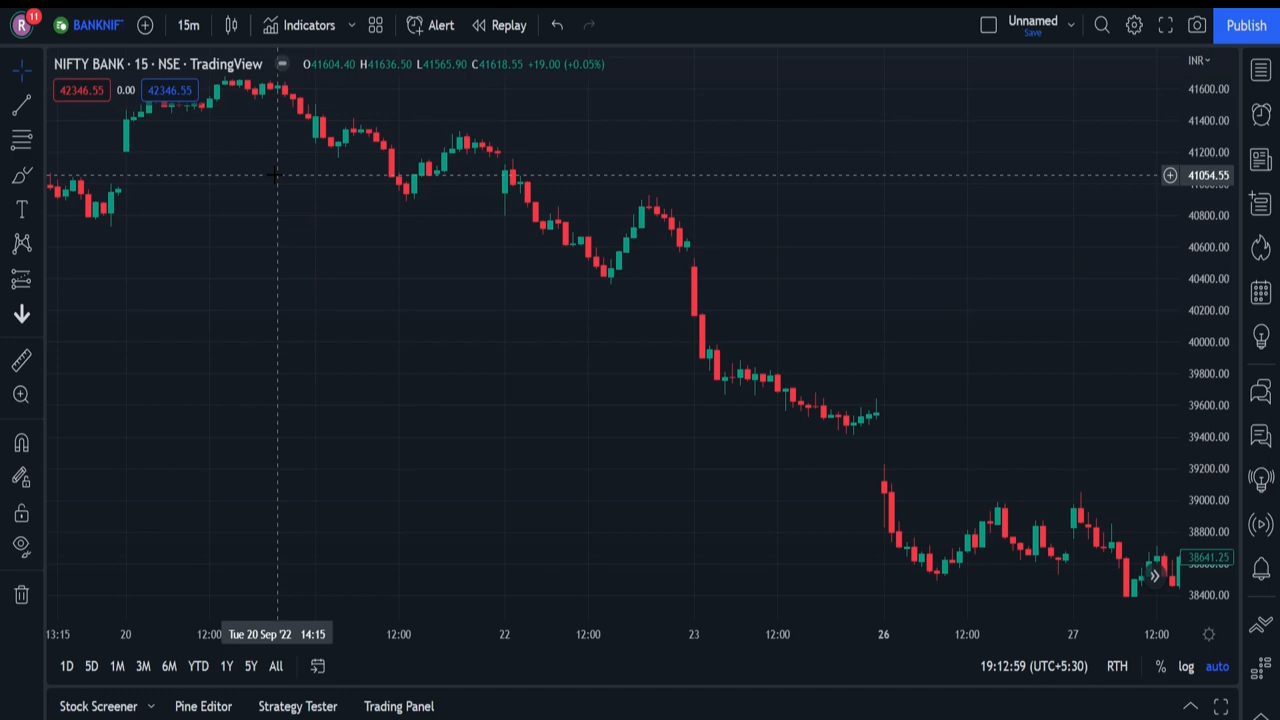 R 11 BANKNIF 15m Indicators Alert Replay Unnamed Save Publish
NIFTY BANK · 15 · NSE · TradingView O41604.40 H41636.50 L41565.90 C41618.55 +19.00 (+0.05%) INR
42346.55 0.00 42346.55
41600.00
41400.00
41200.00
41054.55
40800.00
40600.00
40400.00
40200.00
40000.00
39800.00
39600.00
39400.00
39200.00
39000.00
38800.00
38641.25
38400.00
13:15 20 12:00 Tue 20 Sep '22 14:15 12:00 22 12:00 23 12:00 26 12:00 27 12:00
1D 5D 1M 3M 6M YTD 1Y 5Y All 19:12:59 (UTC+5:30) RTH % log auto
Stock Screener Pine Editor Strategy Tester Trading Panel